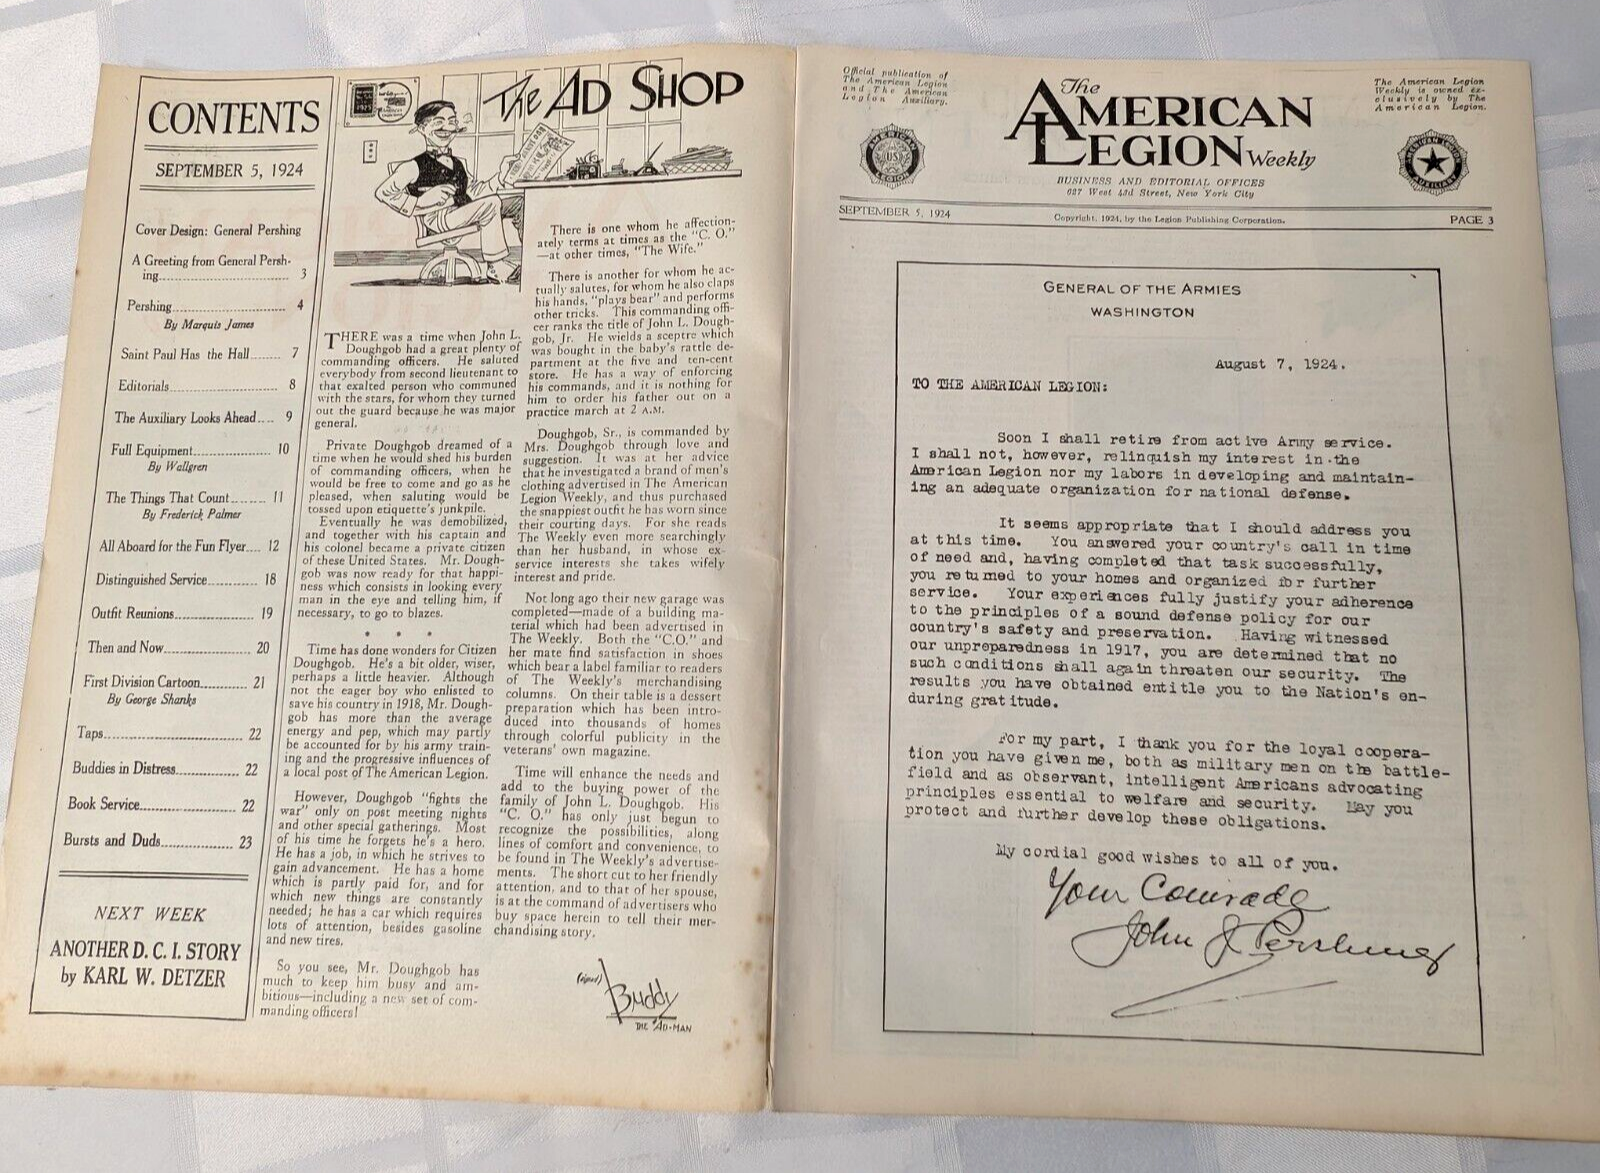 CONTENTS
SEPTEMBER 5, 1924
Cover Design: General Pershing
A Greeting from General Persh-
ing........ 3
Pershing........ 4
By Marquis James
Saint Paul Has the Hall........ 7
Editorials........ 8
The Auxiliary Looks Ahead.... 9
Full Equipment........ 10
By Wallgren
The Things That Count........ 11
By Frederick Palmer
All Aboard for the Fun Flyer.... 12
Distinguished Service........ 18
Outfit Reunions........ 19
Then and Now........ 20
First Division Cartoon........ 21
By George Shanks
Taps........ 22
Buddies in Distress........ 22
Book Service........ 22
Bursts and Duds........ 23
NEXT WEEK
ANOTHER D. C. I. STORY
by KARL W. DETZER
The AD SHOP
THERE was a time when John L.
Doughgob had a great plenty of
commanding officers. He saluted
everybody from second lieutenant to
that exalted person who communed
with the stars, for whom they turned
out the guard because he was major
general.
Private Doughgob dreamed of a
time when he would shed his burden
of commanding officers, when he
would be free to come and go as he
pleased, when saluting would be
tossed upon etiquette's junkpile.
Eventually he was demobilized,
and together with his captain and
his colonel became a private citizen
of these United States. Mr. Dough-
gob was now ready for that happi-
ness which consists in looking every
man in the eye and telling him, if
necessary, to go to blazes.
* * *
Time has done wonders for Citizen
Doughgob. He's a bit older, wiser,
perhaps a little heavier. Although
not the eager boy who enlisted to
save his country in 1918, Mr. Dough-
gob has more than the average
energy and pep, which may partly
be accounted for by his army train-
ing and the progressive influences of
a local post of The American Legion.
However, Doughgob "fights the
war" only on post meeting nights
and other special gatherings. Most
of his time he forgets he's a hero.
He has a job, in which he strives to
gain advancement. He has a home
which is partly paid for, and for
which new things are constantly
needed; he has a car which requires
lots of attention, besides gasoline
and new tires.
So you see, Mr. Doughgob has
much to keep him busy and am-
bitious—including a new set of com-
manding officers!
There is one whom he affection-
ately terms at times as the "C. O."
—at other times, "The Wife."
There is another for whom he ac-
tually salutes, for whom he also claps
his hands, "plays bear" and performs
other tricks. This commanding offi-
cer ranks the title of John L. Dough-
gob, Jr. He wields a sceptre which
was bought in the baby's rattle de-
partment at the five and ten-cent
store. He has a way of enforcing
his commands, and it is nothing for
him to order his father out on a
practice march at 2 A.M.
Doughgob, Sr., is commanded by
Mrs. Doughgob through love and
suggestion. It was at her advice
that he investigated a brand of men's
clothing advertised in The American
Legion Weekly, and thus purchased
the snappiest outfit he has worn since
their courting days. For she reads
The Weekly even more searchingly
than her husband, in whose ex-
service interests she takes wifely
interest and pride.
Not long ago their new garage was
completed—made of a building ma-
terial which had been advertised in
The Weekly. Both the "C.O." and
her mate find satisfaction in shoes
which bear a label familiar to readers
of The Weekly's merchandising
columns. On their table is a dessert
preparation which has been intro-
duced into thousands of homes
through colorful publicity in the
veterans' own magazine.
Time will enhance the needs and
add to the buying power of the
family of John L. Doughgob. His
"C. O." has only just begun to
recognize the possibilities, along
lines of comfort and convenience, to
be found in The Weekly's advertise-
ments. The short cut to her friendly
attention, and to that of her spouse,
is at the command of advertisers who
buy space herein to tell their mer-
chandising story.
(signed) Buddy
THE AD-MAN
Official publication of
The American Legion
and The American
Legion Auxiliary.
The
AMERICAN
LEGION Weekly
The American Legion
Weekly is owned ex-
clusively by The
American Legion.
AMERICAN LEGION
US
AMERICAN LEGION
AUXILIARY
BUSINESS AND EDITORIAL OFFICES
627 West 43d Street, New York City
SEPTEMBER 5, 1924
Copyright, 1924, by the Legion Publishing Corporation.
PAGE 3
GENERAL OF THE ARMIES
WASHINGTON
August 7, 1924.
TO THE AMERICAN LEGION:
Soon I shall retire from active Army service.
I shall not, however, relinquish my interest in the
American Legion nor my labors in developing and maintain-
ing an adequate organization for national defense.
It seems appropriate that I should address you
at this time. You answered your country's call in time
of need and, having completed that task successfully,
you returned to your homes and organized for further
service. Your experiences fully justify your adherence
to the principles of a sound defense policy for our
country's safety and preservation. Having witnessed
our unpreparedness in 1917, you are determined that no
such conditions shall again threaten our security. The
results you have obtained entitle you to the Nation's en-
during gratitude.
For my part, I thank you for the loyal coopera-
tion you have given me, both as military men on the battle-
field and as observant, intelligent Americans advocating
principles essential to welfare and security. May you
protect and further develop these obligations.
My cordial good wishes to all of you.
Your Comrade
John J. Pershing